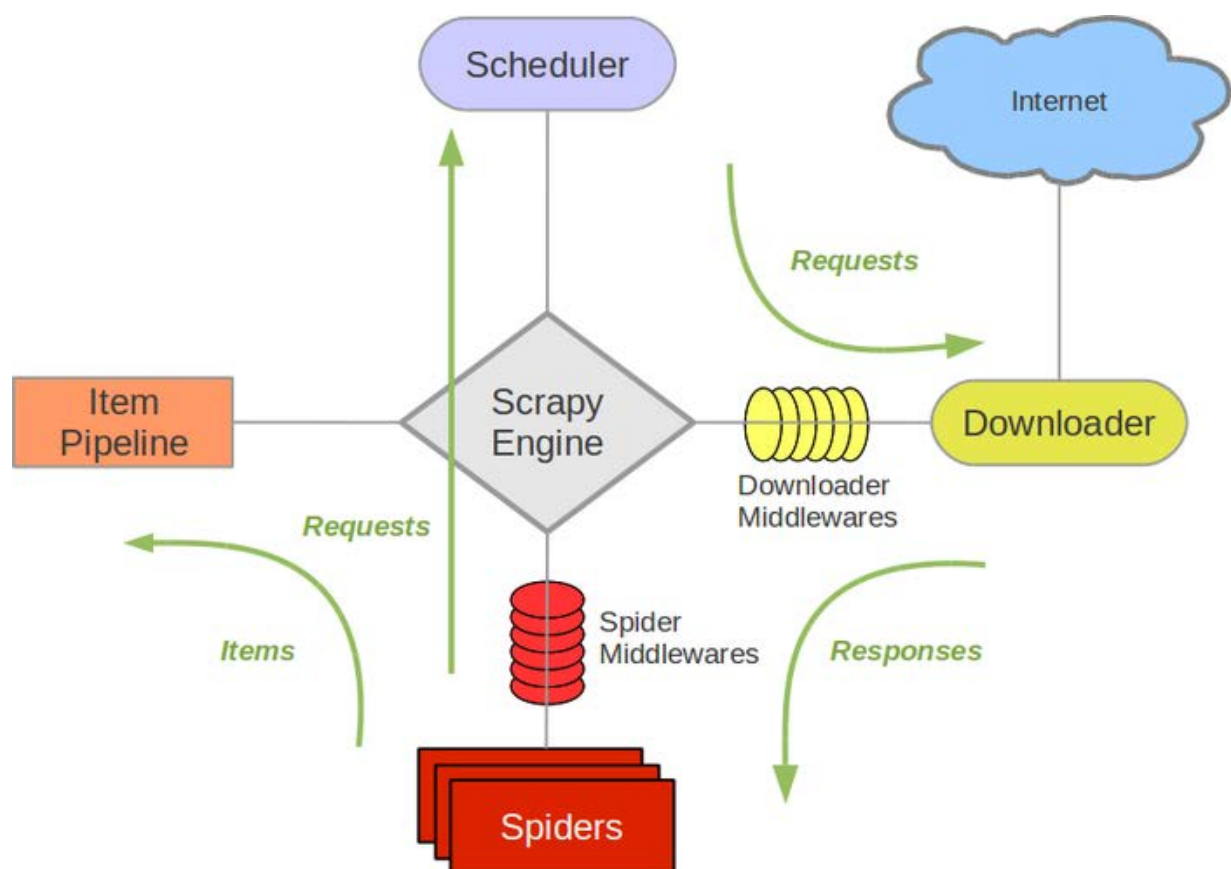 Scheduler
Internet
Requests
Item
Pipeline
Scrapy
Engine
Downloader
Downloader
Middlewares
Requests
Items
Spider
Middlewares
Responses
Spiders